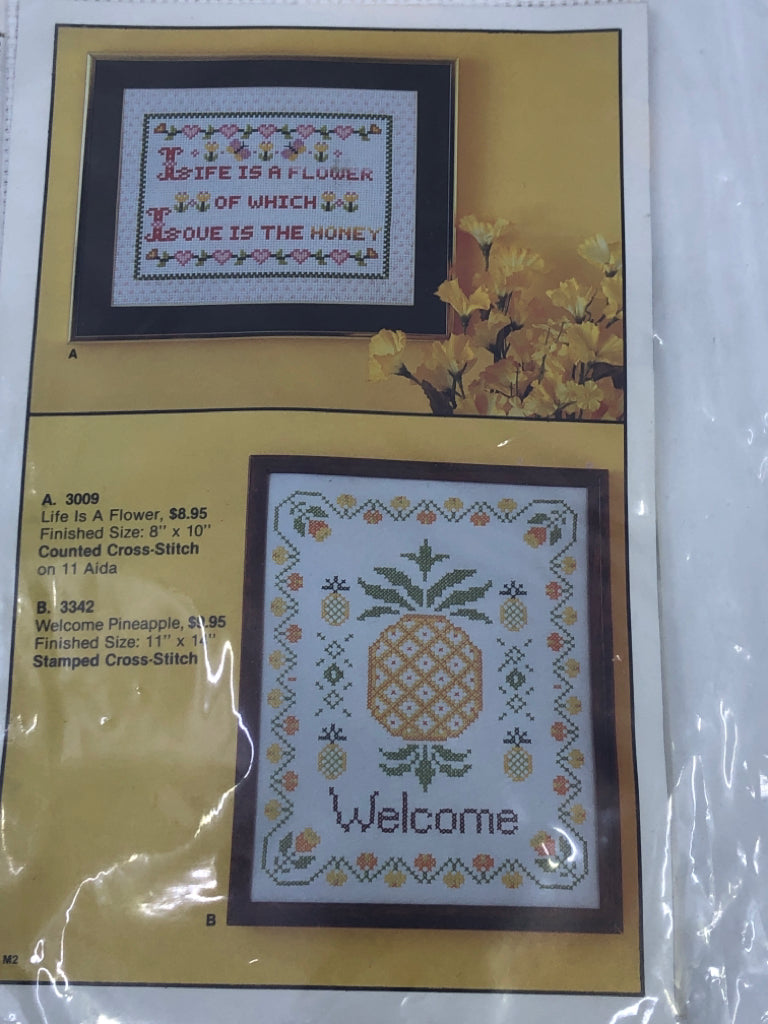 LIFE IS A FLOWER
OF WHICH
LOVE IS THE HONEY
A
A. 3009
Life Is A Flower, $8.95
Finished Size: 8" x 10"
Counted Cross-Stitch
on 11 Aida
B. 3342
Welcome Pineapple, $9.95
Finished Size: 11" x 14"
Stamped Cross-Stitch
Welcome
B
M2